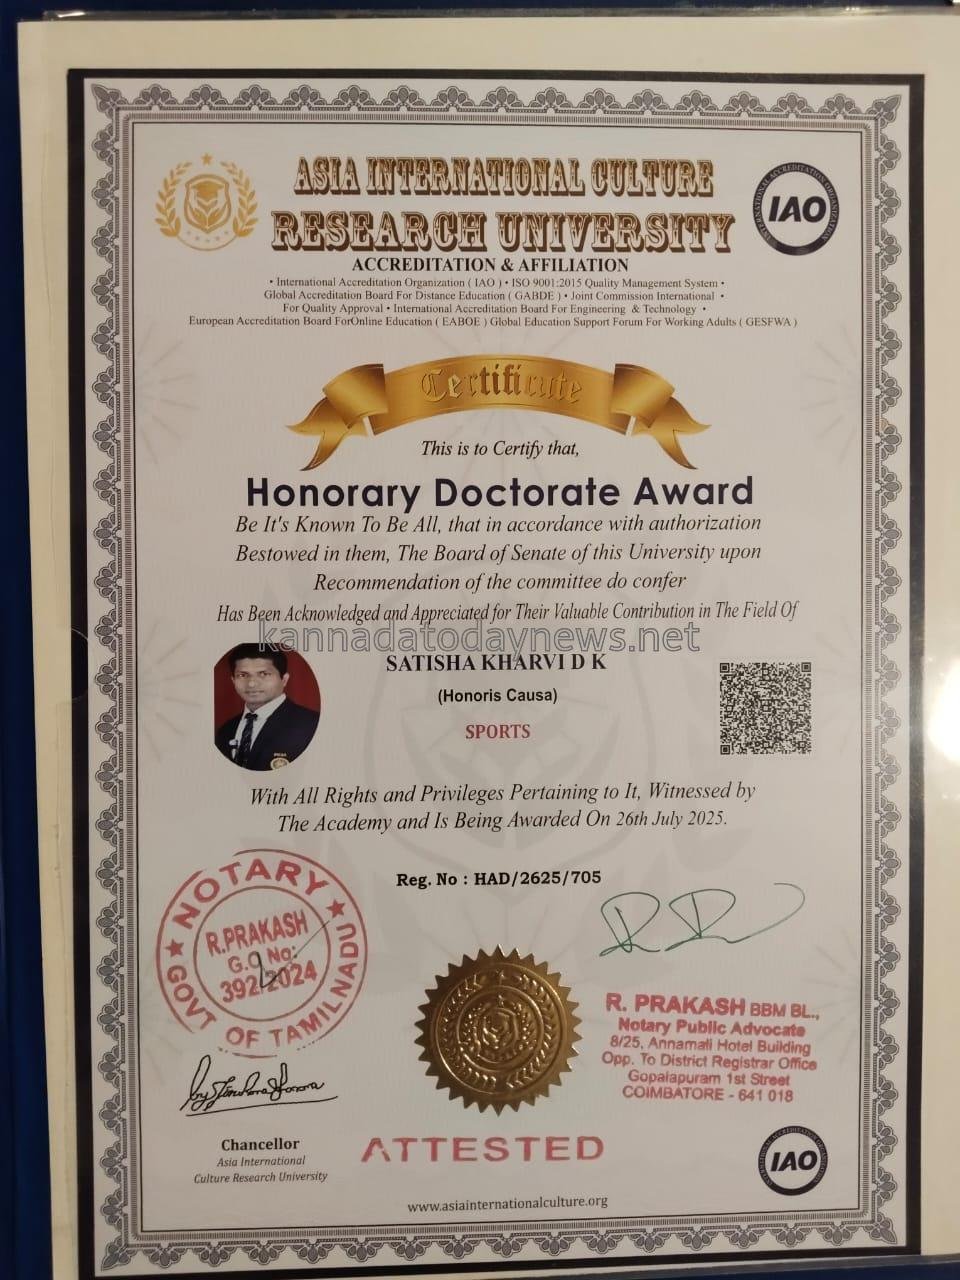 ASIA INTERNATIONAL CULTURE
RESEARCH UNIVERSITY
INTERNATIONAL ACCREDITATION ORGANIZATION
IAO
ACCREDITATION & AFFILIATION
• International Accreditation Organization ( IAO ) • ISO 9001:2015 Quality Management System •
Global Accreditation Board For Distance Education ( GABDE ) • Joint Commission International •
For Quality Approval • International Accreditation Board For Engineering & Technology •
European Accreditation Board ForOnline Education ( EABOE ) Global Education Support Forum For Working Adults ( GESFWA )
Certificate
This is to Certify that,
Honorary Doctorate Award
Be It's Known To Be All, that in accordance with authorization
Bestowed in them, The Board of Senate of this University upon
Recommendation of the committee do confer
Has Been Acknowledged and Appreciated for Their Valuable Contribution in The Field Of
kannadatodaynews.net
SATISHA KHARVI D K
(Honoris Causa)
SPORTS
With All Rights and Privileges Pertaining to It, Witnessed by
The Academy and Is Being Awarded On 26th July 2025.
Reg. No : HAD/2625/705
NOTARY
R.PRAKASH
G.O No:
392/2024
GOVT OF TAMILNADU
R. PRAKASH BBM BL.,
Notary Public Advocate
8/25, Annamali Hotel Building
Opp. To District Registrar Office
Gopalapuram 1st Street
COIMBATORE - 641 018
Chancellor
Asia International
Culture Research University
ATTESTED
IAO
www.asiainternationalculture.org